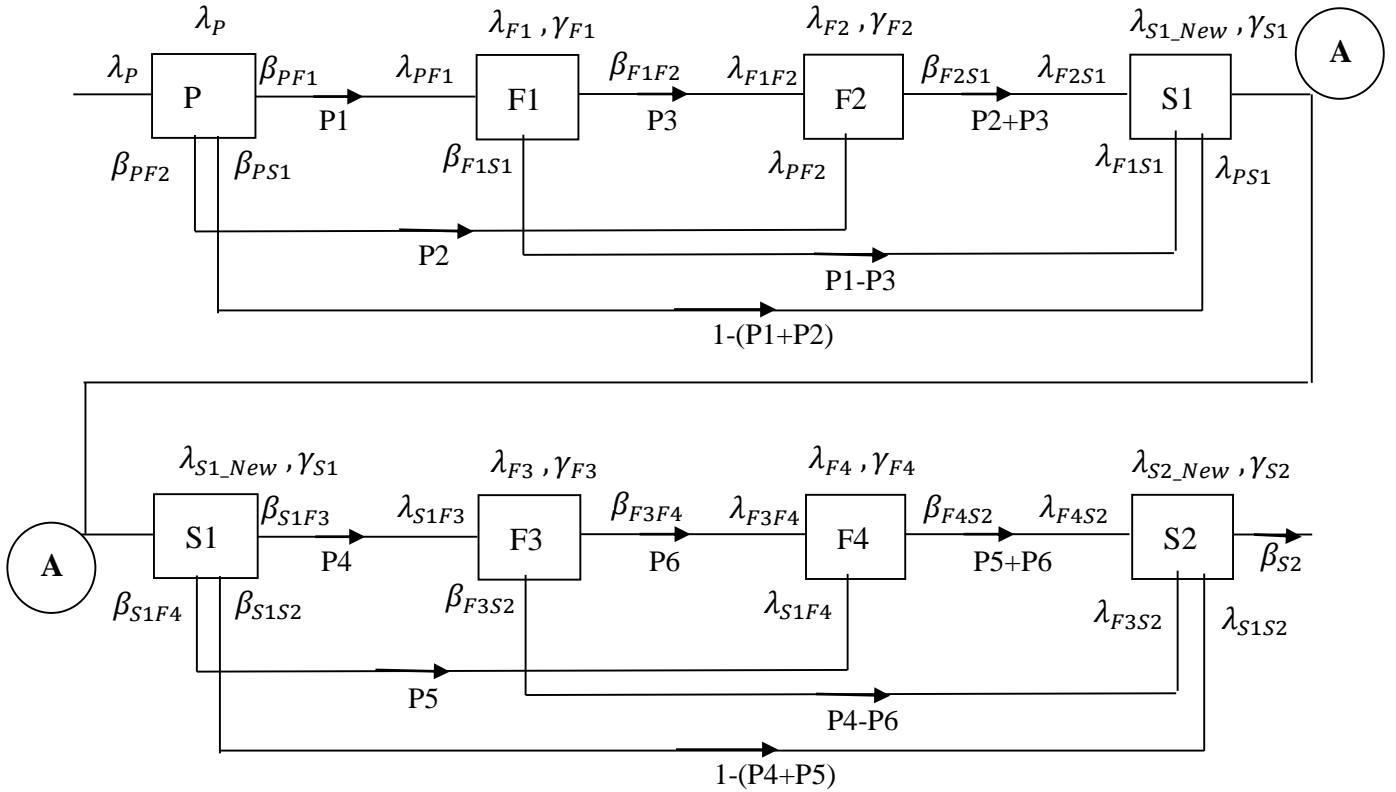 λ_P
λ_F1 , γ_F1
λ_F2 , γ_F2
λ_S1_New , γ_S1
A
λ_P
P
β_PF1
P1
λ_PF1
F1
β_F1F2
P3
λ_F1F2
F2
β_F2S1
P2+P3
λ_F2S1
S1
β_PF2
β_PS1
β_F1S1
λ_PF2
λ_F1S1
λ_PS1
P2
P1-P3
1-(P1+P2)
λ_S1_New , γ_S1
λ_F3 , γ_F3
λ_F4 , γ_F4
λ_S2_New , γ_S2
A
S1
β_S1F3
P4
λ_S1F3
F3
β_F3F4
P6
λ_F3F4
F4
β_F4S2
P5+P6
λ_F4S2
S2
β_S2
β_S1F4
β_S1S2
β_F3S2
λ_S1F4
λ_F3S2
λ_S1S2
P5
P4-P6
1-(P4+P5)